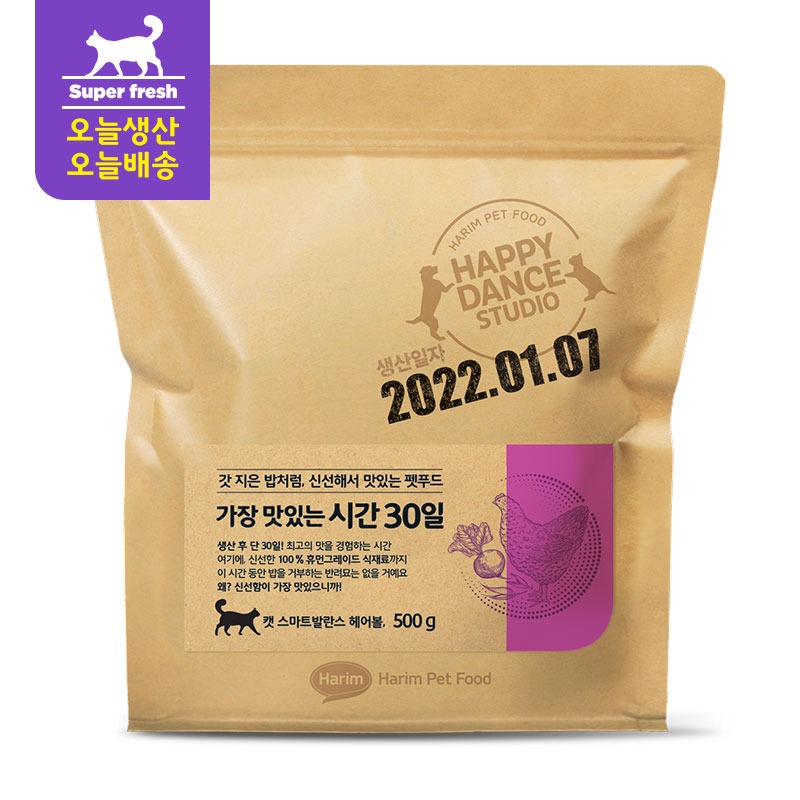 Super fresh
오늘생산
오늘배송
HARIM PET FOOD
HAPPY
DANCE
STUDIO
생산일자
2022.01.07
갓 지은 밥처럼, 신선해서 맛있는 펫푸드
가장 맛있는 시간 30일
생산 후 단 30일! 최고의 맛을 경험하는 시간
여기에, 신선한 100 % 휴먼그레이드 식재료까지
이 시간 동안 밥을 거부하는 반려묘는 없을 거예요
왜? 신선함이 가장 맛있으니까!
캣 스마트발란스 헤어볼, 500 g
Harim Harim Pet Food